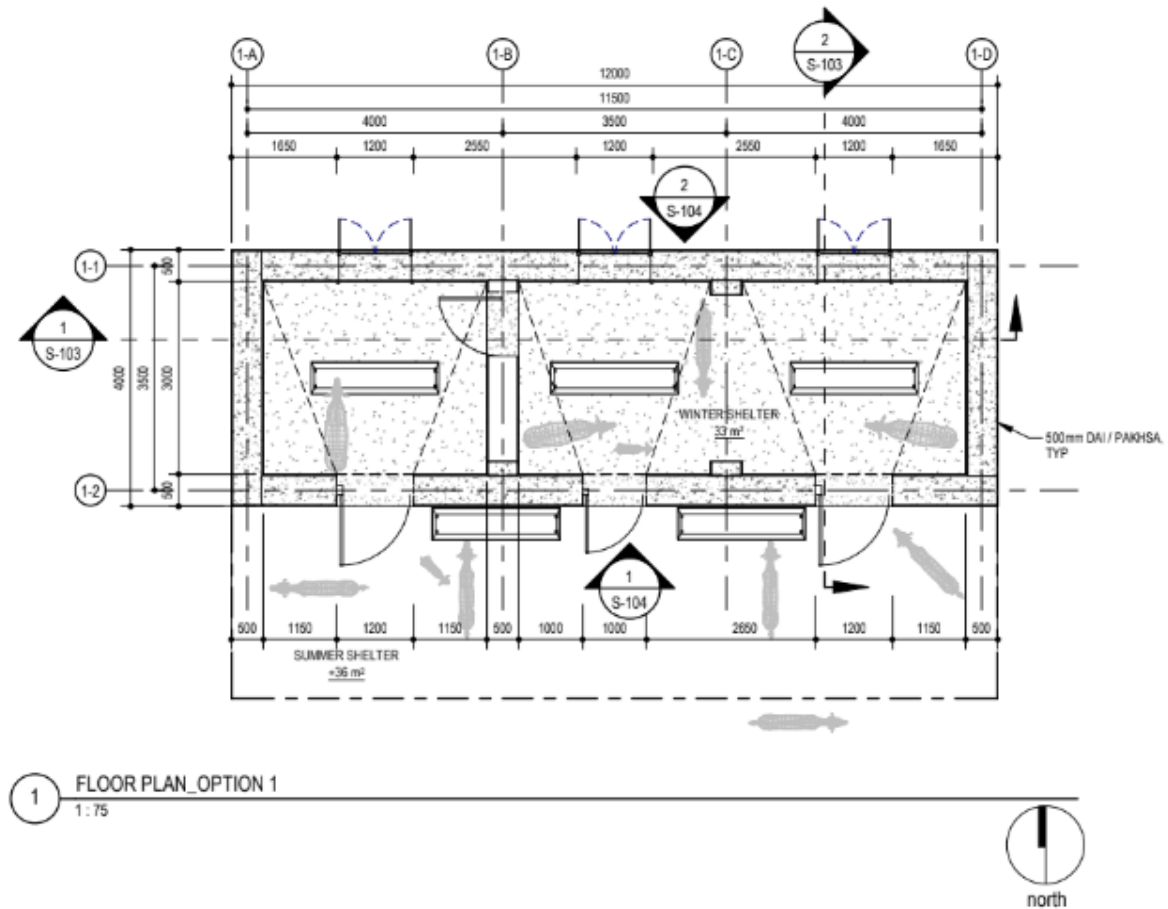 2
S-103
1-A
1-B
1-C
1-D
12000
11500
4000
3500
4000
1650
1200
2550
1200
2550
1200
1650
2
S-104
1-1
500
1
S-103
4000
3500
3000
WINTER SHELTER
33 m²
500mm DAI / PAKHSA,
TYP
1-2
500
1
S-104
500
1150
1200
1150
500
1000
1000
2650
1200
1150
500
SUMMER SHELTER
+36 m²
1
FLOOR PLAN_OPTION 1
1 : 75
north